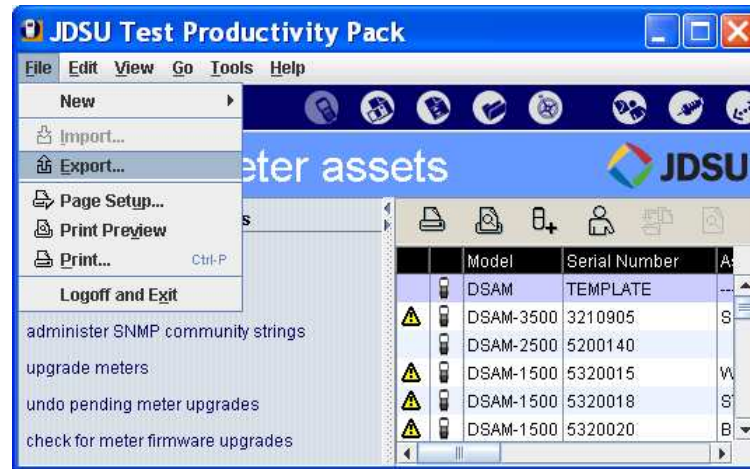 JDSU Test Productivity Pack
File Edit View Go Tools Help
New
Import...
Export...
eter assets
JDSU
Page Setup...
s
Print Preview
Print... Ctrl-P
Logoff and Exit
administer SNMP community strings
upgrade meters
undo pending meter upgrades
check for meter firmware upgrades
Model Serial Number A
DSAM TEMPLATE ---
DSAM-3500 3210905 S
DSAM-2500 5200140
DSAM-1500 5320015
DSAM-1500 5320018
DSAM-1500 5320020 B